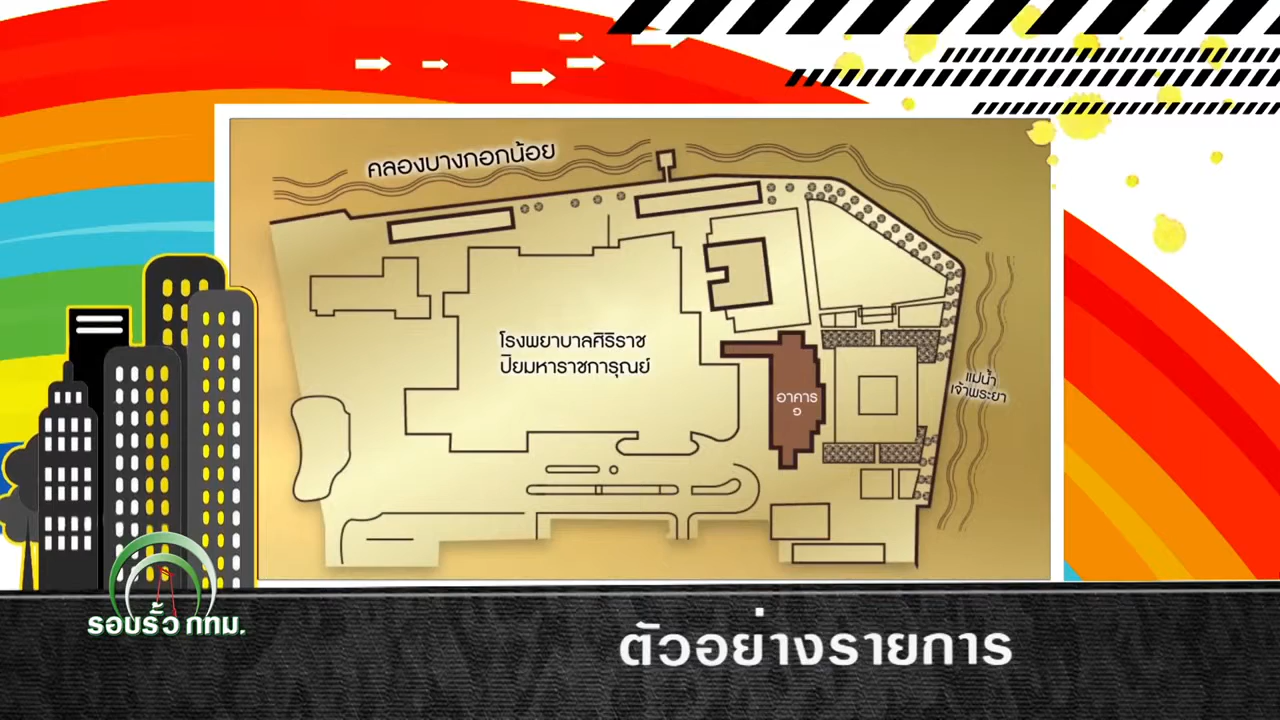 คลองบางกอกน้อย
โรงพยาบาลศิริราช
ปิยมหาราชการุณย์
อาคาร
๑
แม่น้ำ
เจ้าพระยา
รอบรั้ว กทม.
ตัวอย่างรายการ